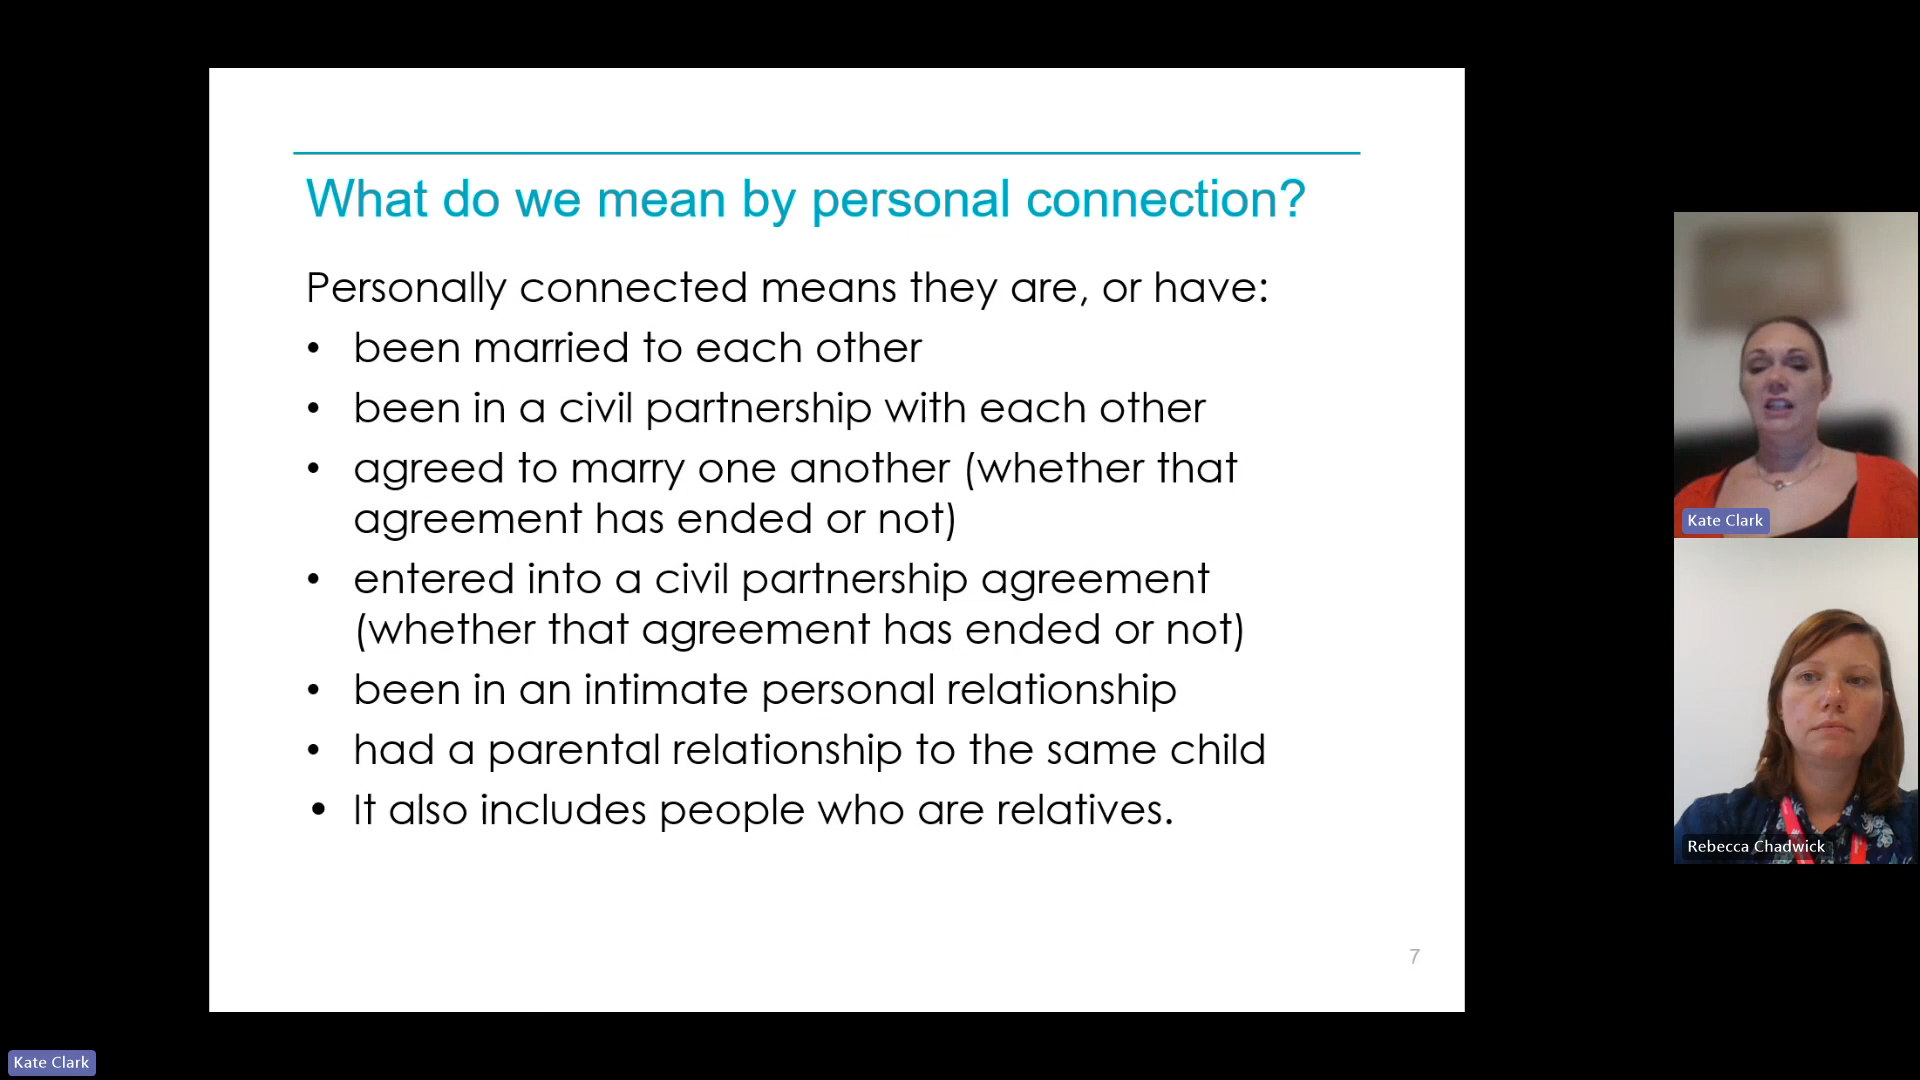 What do we mean by personal connection?
Personally connected means they are, or have:
• been married to each other
• been in a civil partnership with each other
• agreed to marry one another (whether that
agreement has ended or not)
• entered into a civil partnership agreement
(whether that agreement has ended or not)
• been in an intimate personal relationship
• had a parental relationship to the same child
• It also includes people who are relatives.
7
Kate Clark
Rebecca Chadwick
Kate Clark